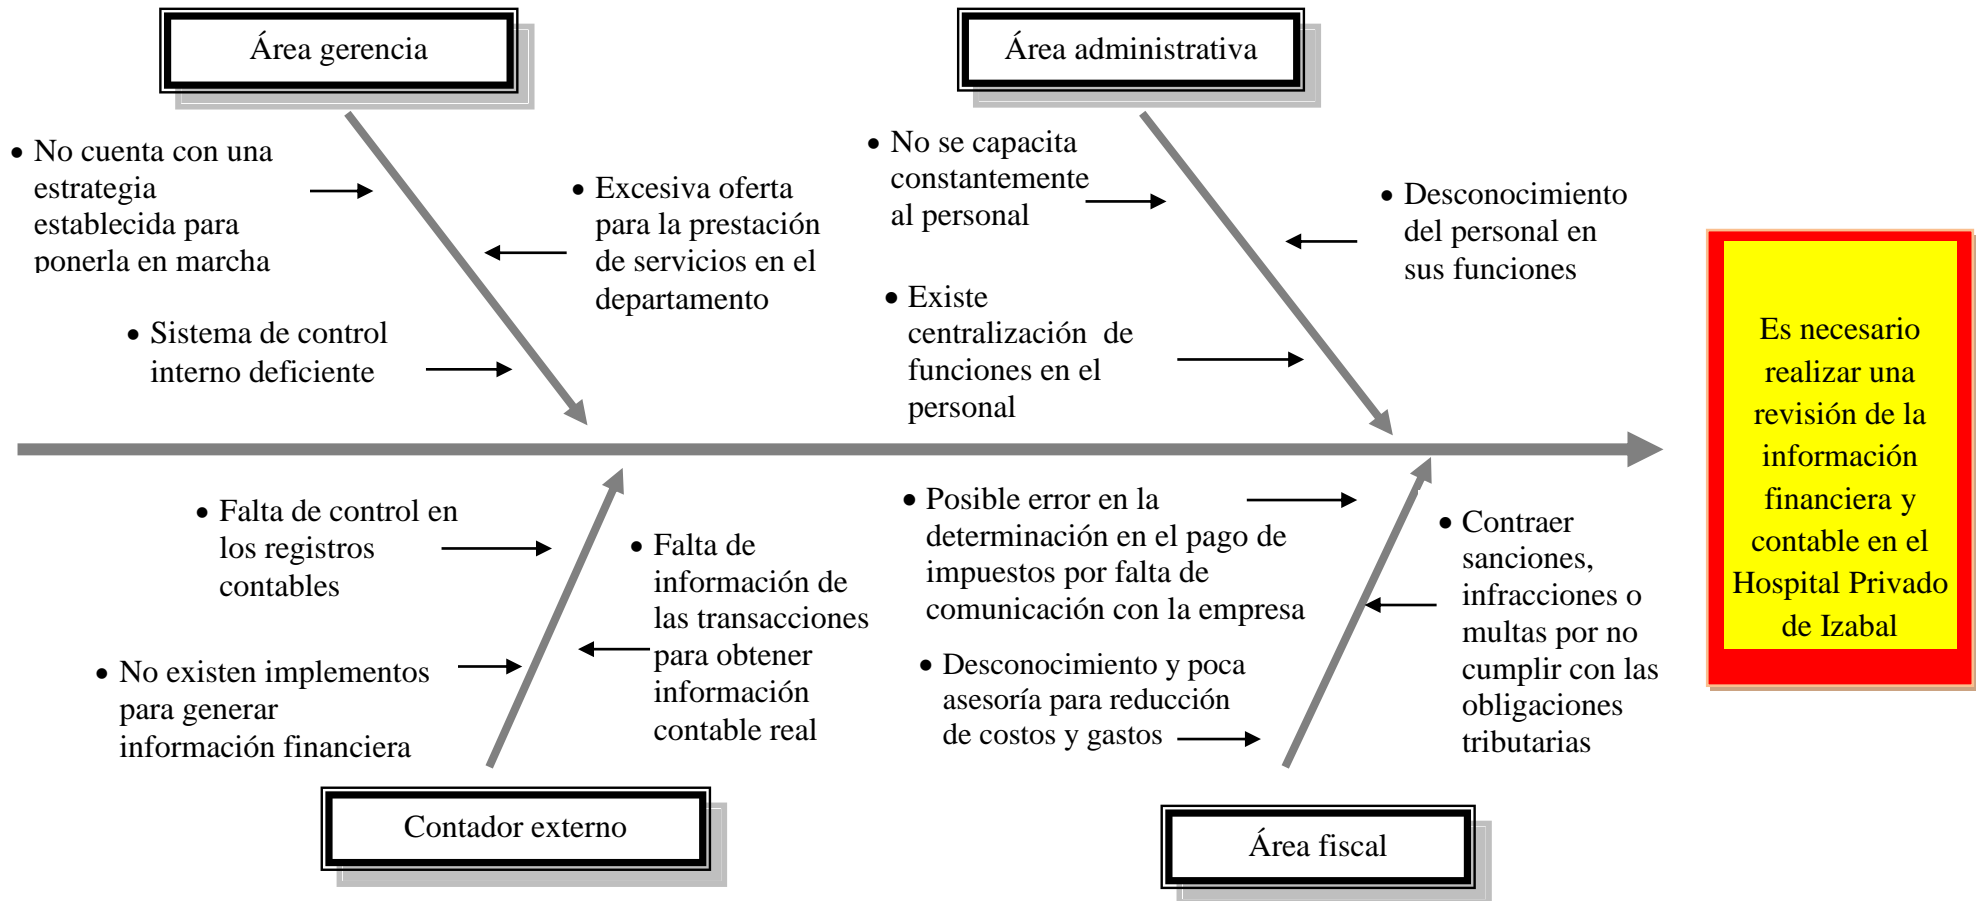 Área gerencia
Área administrativa
• No cuenta con una
estrategia
establecida para
ponerla en marcha
• Excesiva oferta
para la prestación
de servicios en el
departamento
• Sistema de control
interno deficiente
• No se capacita
constantemente
al personal
• Desconocimiento
del personal en
sus funciones
• Existe
centralización de
funciones en el
personal
• Falta de control en
los registros
contables
• Falta de
información de
las transacciones
para obtener
información
contable real
• No existen implementos
para generar
información financiera
• Posible error en la
determinación en el pago de
impuestos por falta de
comunicación con la empresa
• Contraer
sanciones,
infracciones o
multas por no
cumplir con las
obligaciones
tributarias
• Desconocimiento y poca
asesoría para reducción
de costos y gastos
Es necesario
realizar una
revisión de la
información
financiera y
contable en el
Hospital Privado
de Izabal
Contador externo
Área fiscal